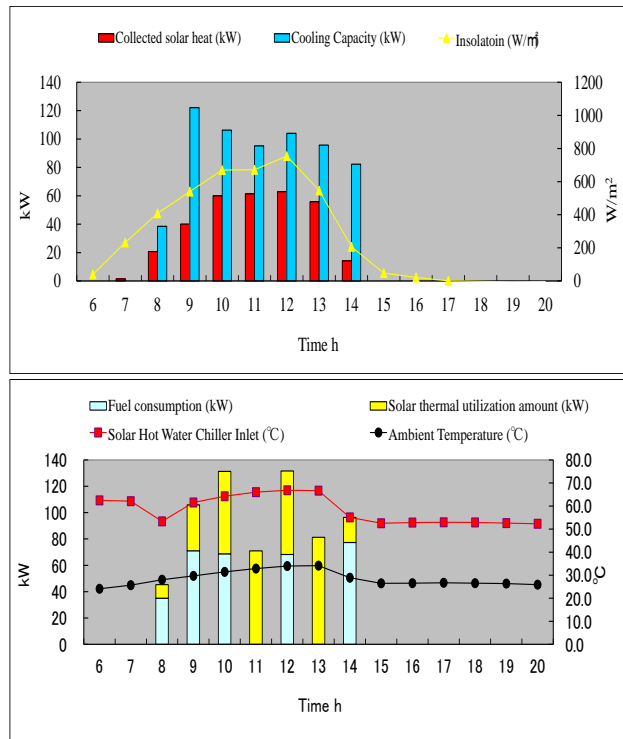 Collected solar heat (kW) Cooling Capacity (kW) Insolatoin (W/㎡)
140 1200
120 1000
100 800
80 600
60 400
40 200
20 0
0
kW
W/m²
6 7 8 9 10 11 12 13 14 15 16 17 18 19 20
Time h
Fuel consumption (kW) Solar thermal utilization amount (kW)
Solar Hot Water Chiller Inlet (℃) Ambient Temperature (℃)
140 80.0
120 70.0
100 60.0
80 50.0
60 40.0
40 30.0
20 20.0
0 10.0
0.0
kW
℃
6 7 8 9 10 11 12 13 14 15 16 17 18 19 20
Time h